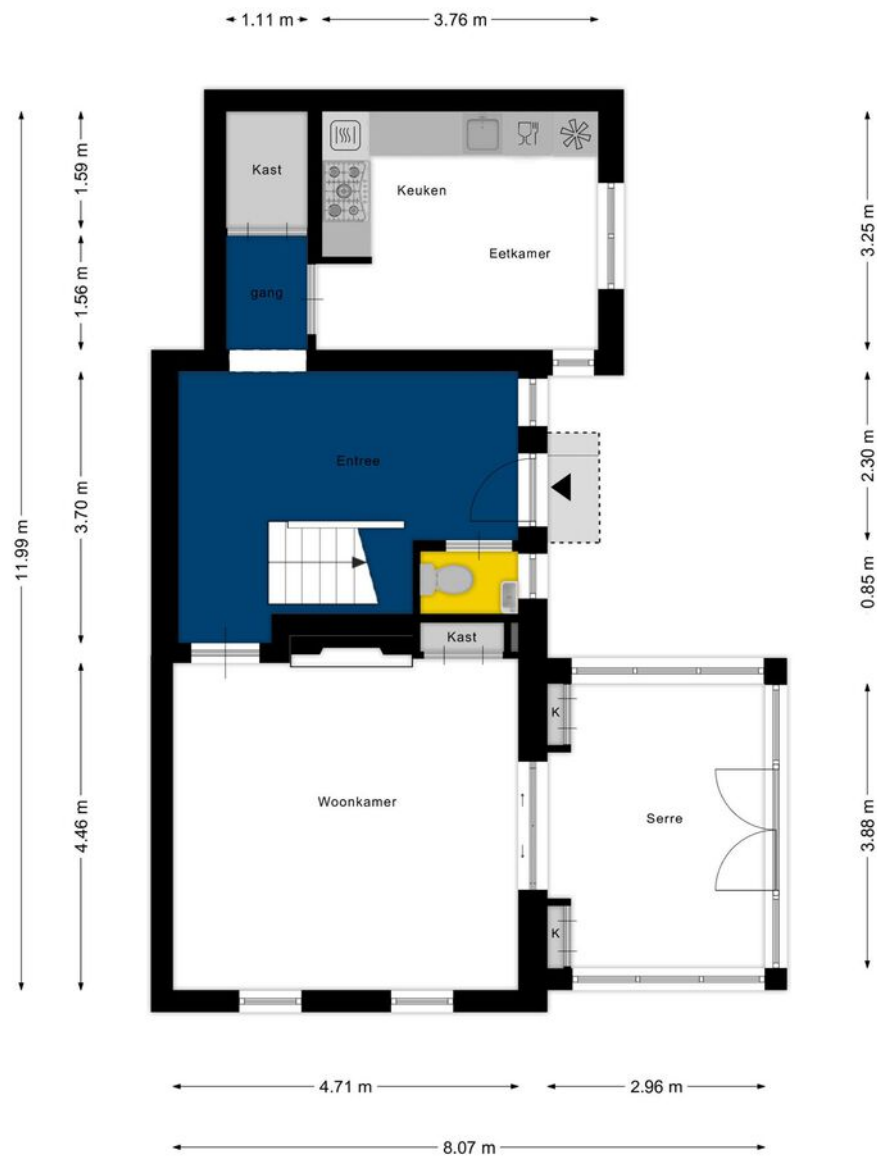 1.11 m
3.76 m
1.59 m
Kast
Keuken
3.25 m
Eetkamer
1.56 m
gang
11.99 m
3.70 m
Entree
2.30 m
0.85 m
Kast
K
4.46 m
Woonkamer
Serre
3.88 m
K
4.71 m
2.96 m
8.07 m